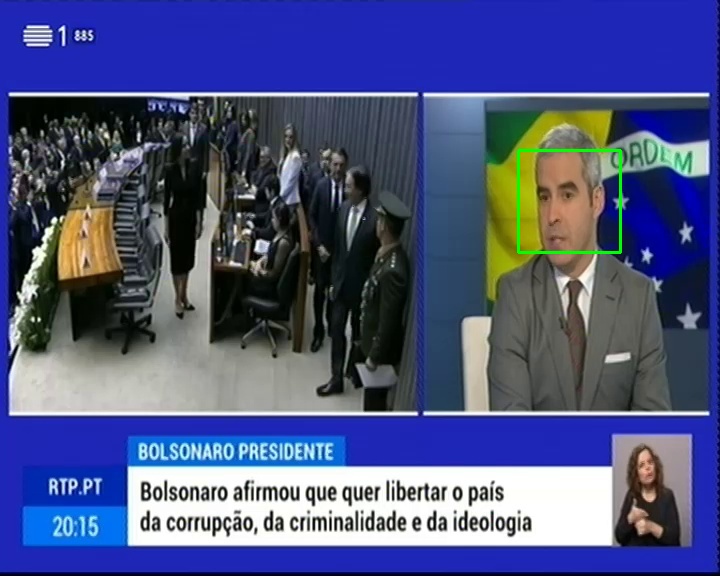 1 885
ORDEM
BOLSONARO PRESIDENTE
RTP.PT
Bolsonaro afirmou que quer libertar o país
20:15
da corrupção, da criminalidade e da ideologia